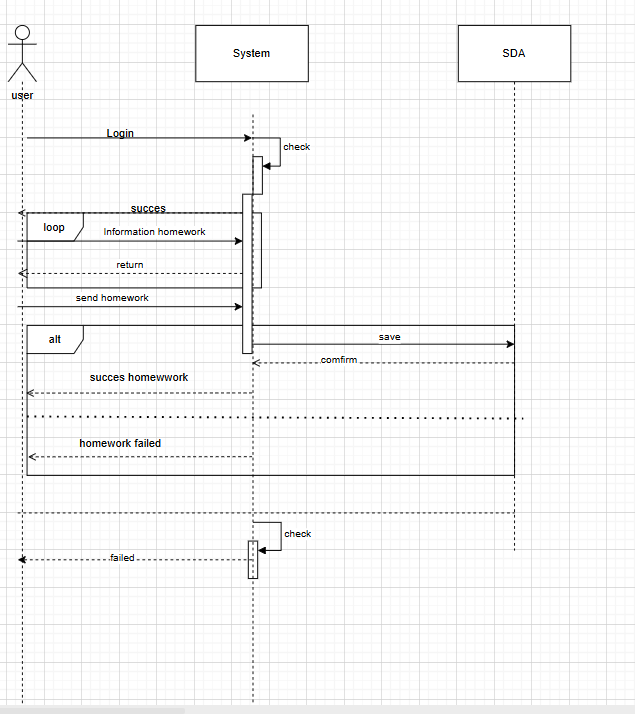 System
SDA
user
Login
check
succes
loop
Information homework
return
send homework
alt
save
comfirm
succes homewwork
homework failed
check
failed